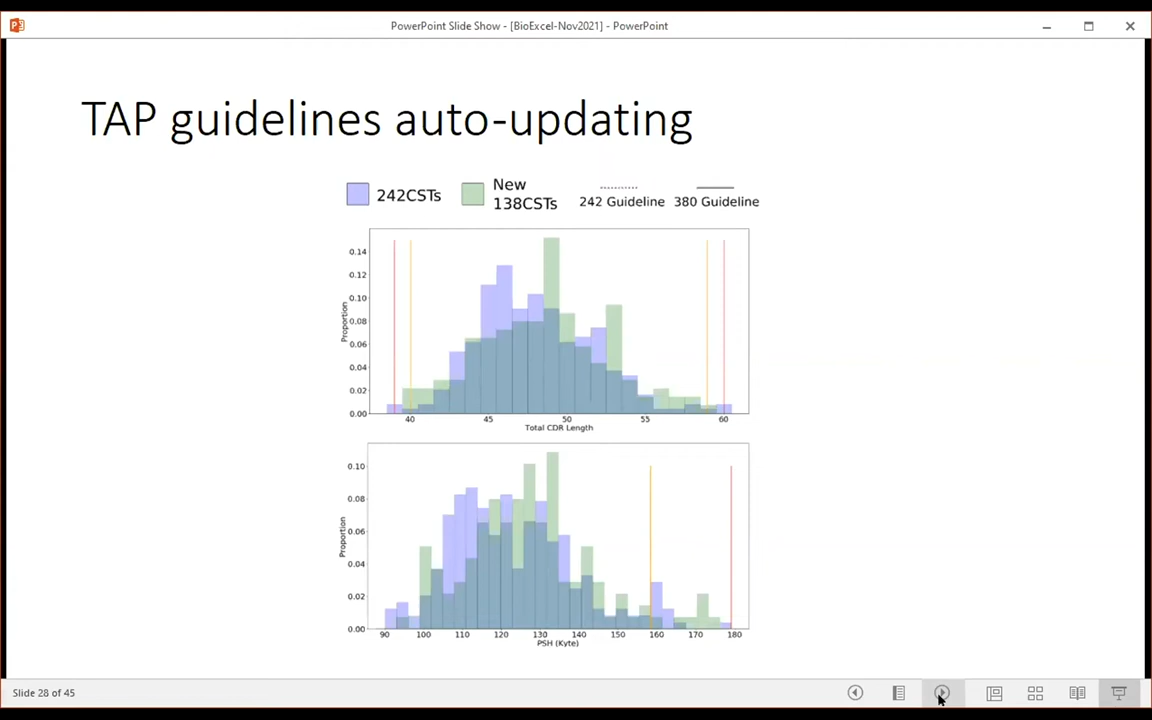 PowerPoint Slide Show - [BioExcel-Nov2021] - PowerPoint
TAP guidelines auto-updating
242CSTs
New
138CSTs
242 Guideline
380 Guideline
0.14
0.12
0.10
0.08
0.06
0.04
0.02
0.00
Proportion
40 45 50 55 60
Total CDR Length
0.10
0.08
0.06
0.04
0.02
0.00
Proportion
90 100 110 120 130 140 150 160 170 180
PSH (Kyte)
Slide 28 of 45